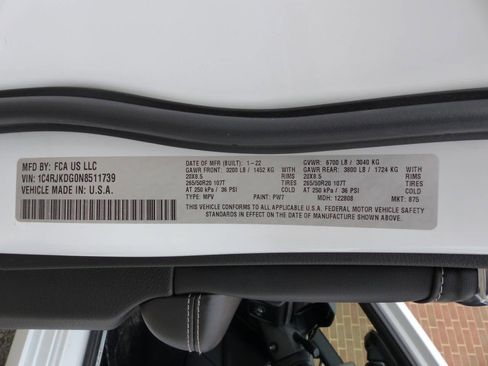 MFD BY: FCA US LLC
VIN: 1C4RJKDG0N8511739
VEHICLE MADE IN: U.S.A.
DATE OF MFR (BUILT): 1-22
GAWR FRONT: 3200 LB / 1452 KG WITH
20X8.5 RIMS
265/50R20 107T TIRES
AT 250 kPa / 36 PSI COLD
TYPE: MPV PAINT: PW7
GVWR: 6700 LB / 3040 KG
GAWR REAR: 3800 LB / 1724 KG WITH
20X8.5 RIMS
265/50R20 107T TIRES
AT 250 kPa / 36 PSI COLD
MDH: 122808 MKT: 875
THIS VEHICLE CONFORMS TO ALL APPLICABLE U.S.A. FEDERAL MOTOR VEHICLE SAFETY
STANDARDS IN EFFECT ON THE DATE OF MANUFACTURE SHOWN ABOVE.